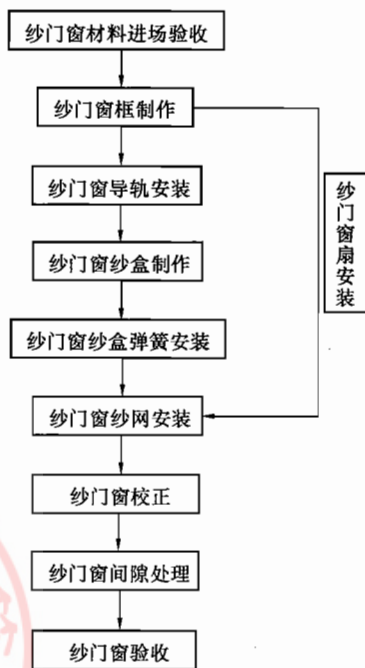 纱门窗材料进场验收
纱门窗框制作
纱门窗导轨安装
纱门窗扇安装
纱门窗纱盒制作
纱门窗纱盒弹簧安装
纱门窗纱网安装
纱门窗校正
纱门窗间隙处理
纱门窗验收